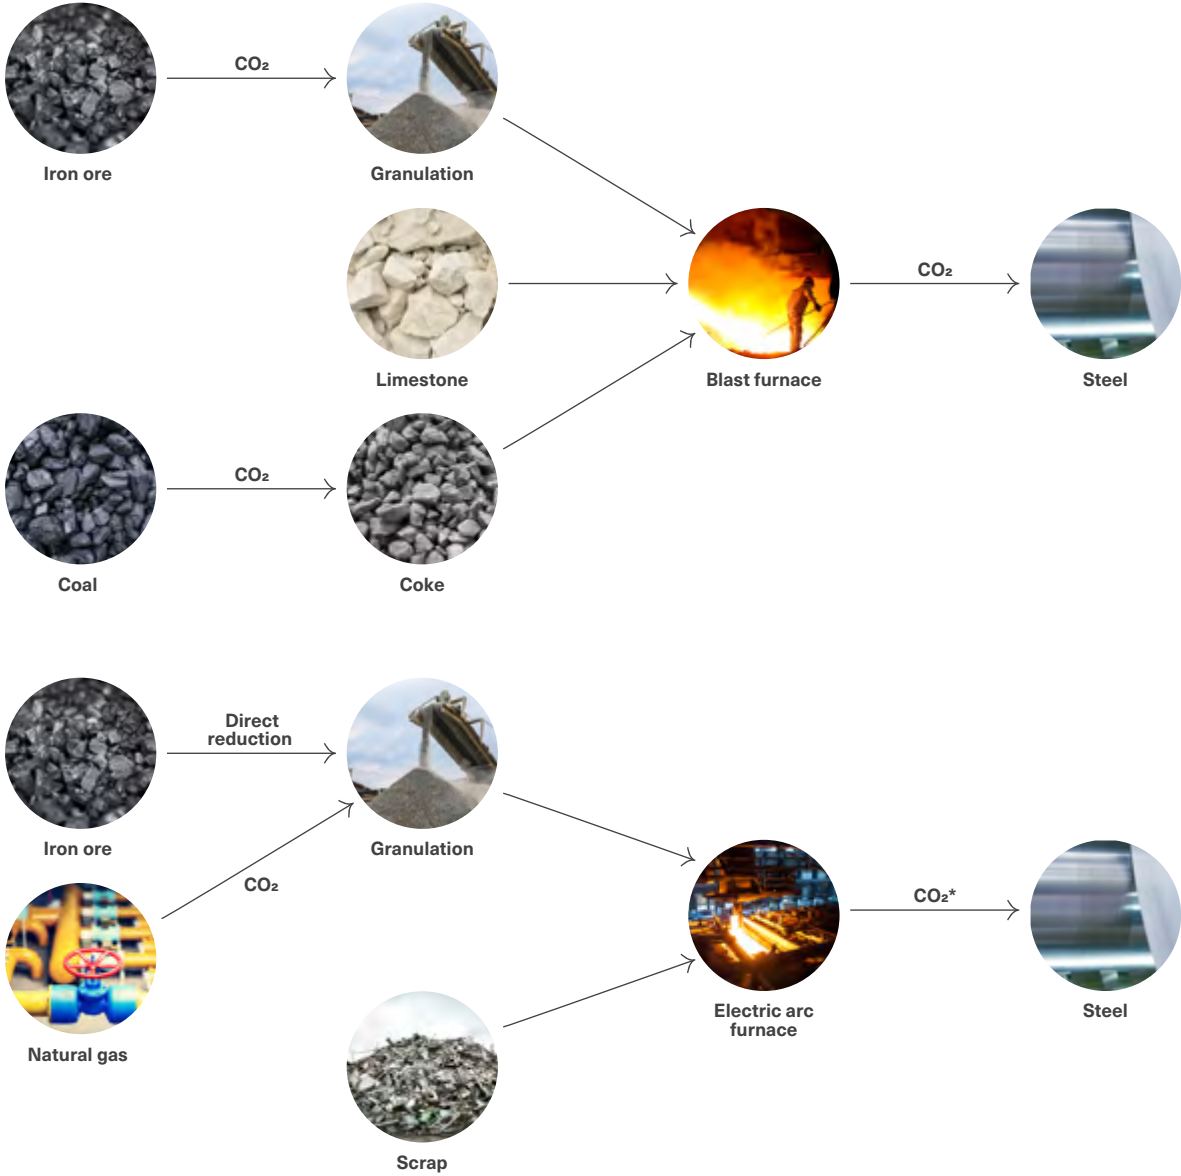 CO₂
Iron ore
Granulation
CO₂
Limestone
Blast furnace
Steel
CO₂
Coal
Coke
Direct
reduction
Iron ore
Granulation
CO₂
CO₂*
Natural gas
Electric arc
furnace
Steel
Scrap